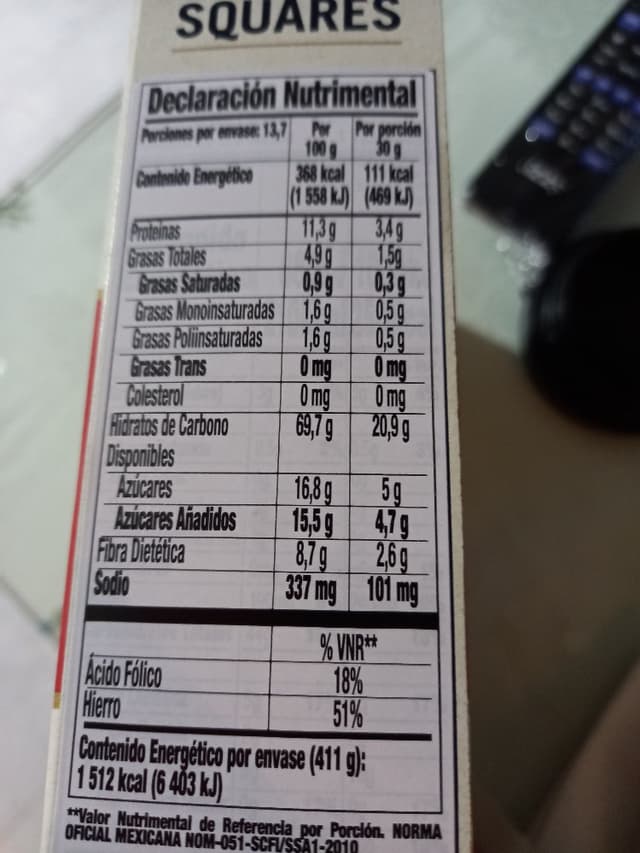 SQUARES
Declaración Nutrimental
Porciones por envase: 13,7 Por 100 g Por porción 30 g
Contenido Energético 368 kcal (1 558 kJ) 111 kcal (469 kJ)
Proteínas 11,3 g 3,4 g
Grasas Totales 4,9 g 1,5g
Grasas Saturadas 0,9 g 0,3 g
Grasas Monoinsaturadas 1,6 g 0,5 g
Grasas Poliinsaturadas 1,6 g 0,5 g
Grasas Trans 0 mg 0 mg
Colesterol 0 mg 0 mg
Hidratos de Carbono 69,7 g 20,9 g
Disponibles
Azúcares 16,8 g 5 g
Azúcares Añadidos 15,5 g 4,7 g
Fibra Dietética 8,7 g 2,6 g
Sodio 337 mg 101 mg
% VNR**
Ácido Fólico 18%
Hierro 51%
Contenido Energético por envase (411 g):
1 512 kcal (6 403 kJ)
**Valor Nutrimental de Referencia por Porción. NORMA
OFICIAL MEXICANA NOM-051-SCFI/SSA1-2010